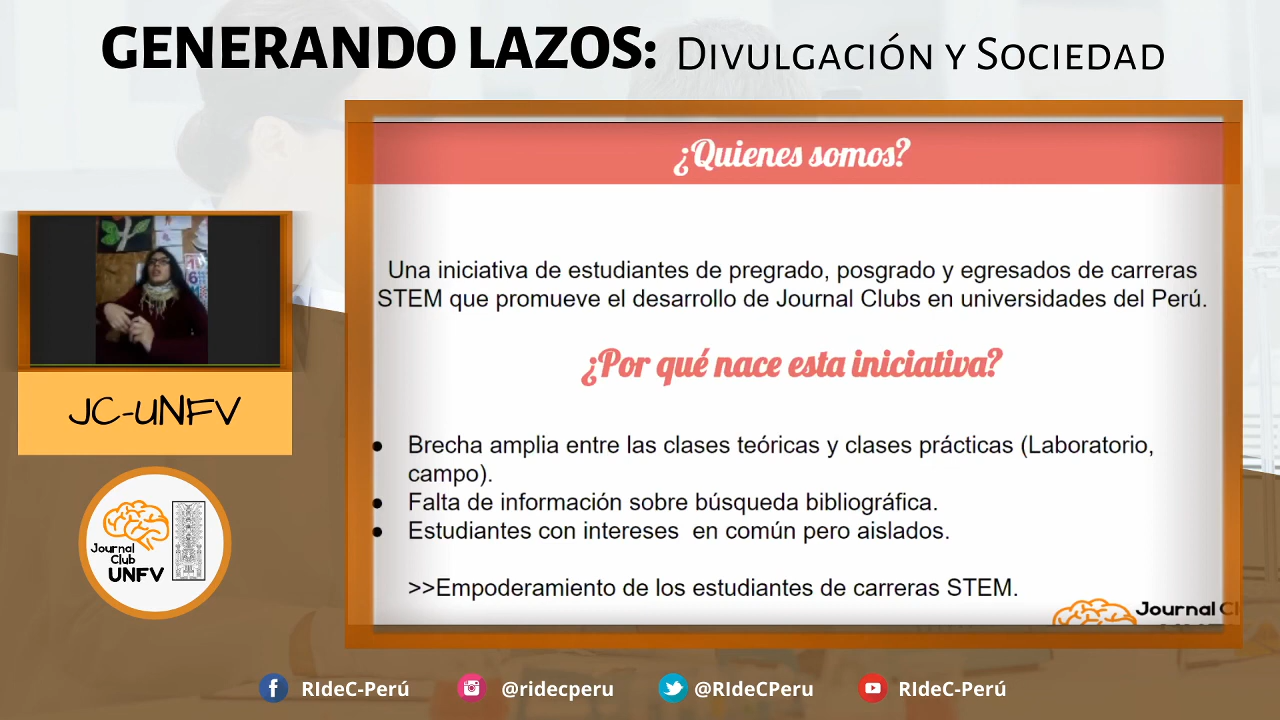 GENERANDO LAZOS: DIVULGACIÓN Y SOCIEDAD
¿Quienes somos?
Una iniciativa de estudiantes de pregrado, posgrado y egresados de carreras
STEM que promueve el desarrollo de Journal Clubs en universidades del Perú.
¿Por qué nace esta iniciativa?
● Brecha amplia entre las clases teóricas y clases prácticas (Laboratorio,
campo).
● Falta de información sobre búsqueda bibliográfica.
● Estudiantes con intereses en común pero aislados.
>>Empoderamiento de los estudiantes de carreras STEM.
Journal Cl
JC-UNFV
Journal
Club
UNFV
RIdeC-Perú
@ridecperu
@RIdeCPeru
RIdeC-Perú